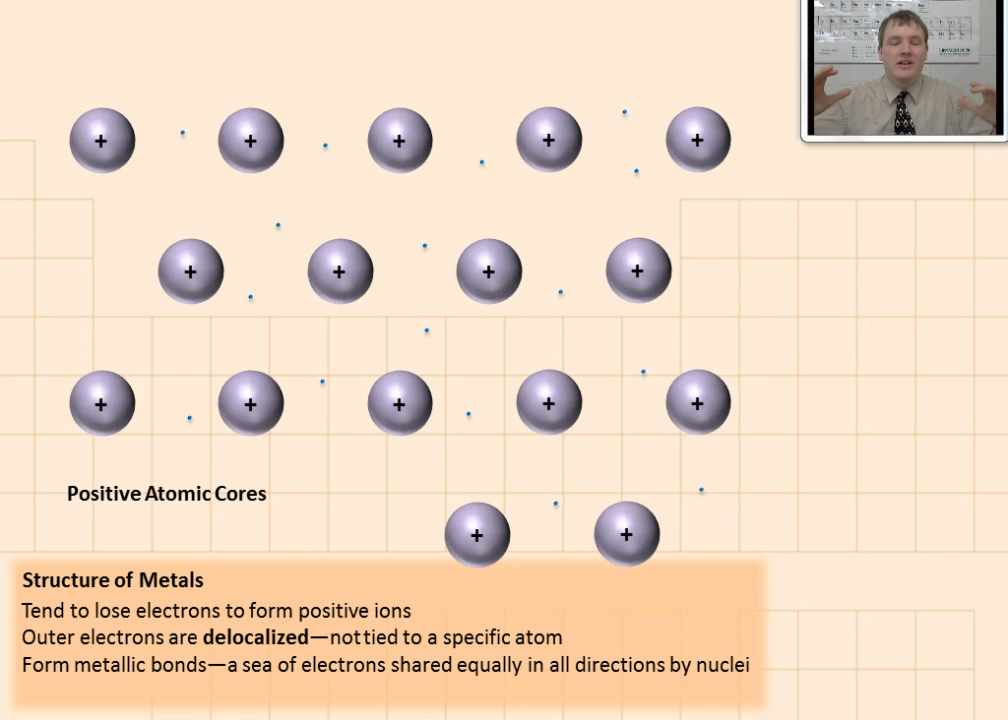 + + + + +
+ + + +
+ + + + +
Positive Atomic Cores
+ +
Structure of Metals
Tend to lose electrons to form positive ions
Outer electrons are delocalized—not tied to a specific atom
Form metallic bonds—a sea of electrons shared equally in all directions by nuclei